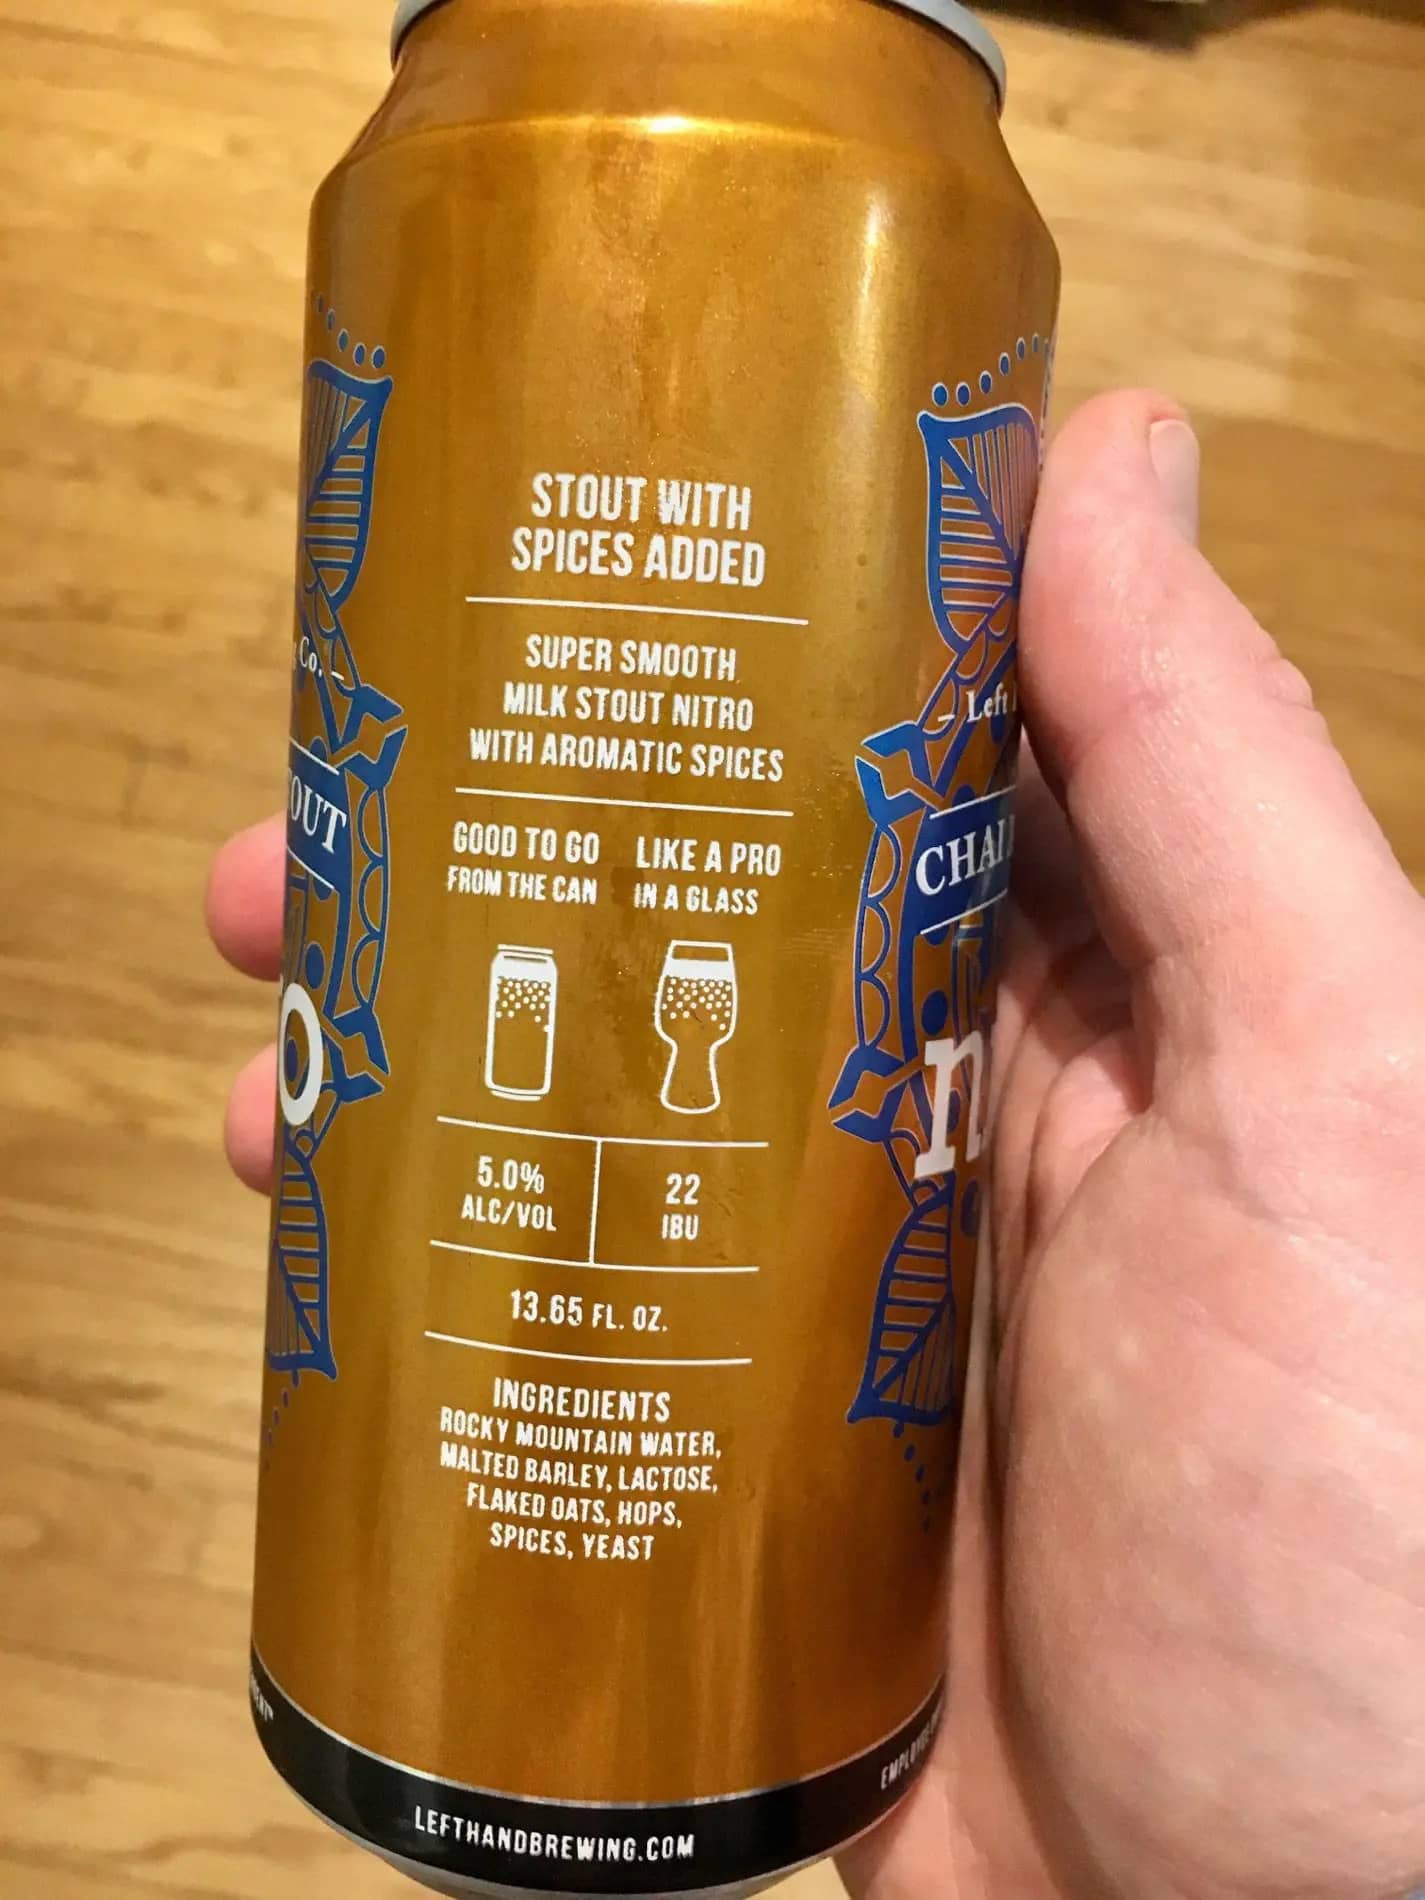 STOUT WITH
SPICES ADDED
SUPER SMOOTH
MILK STOUT NITRO
WITH AROMATIC SPICES
GOOD TO GO
FROM THE CAN
LIKE A PRO
IN A GLASS
5.0%
ALC/VOL
22
IBU
13.65 FL. OZ.
INGREDIENTS
ROCKY MOUNTAIN WATER,
MALTED BARLEY, LACTOSE,
FLAKED OATS, HOPS,
SPICES, YEAST
LEFTHANDBREWING.COM
Co. –
OUT
o
– Left
CHAI
n